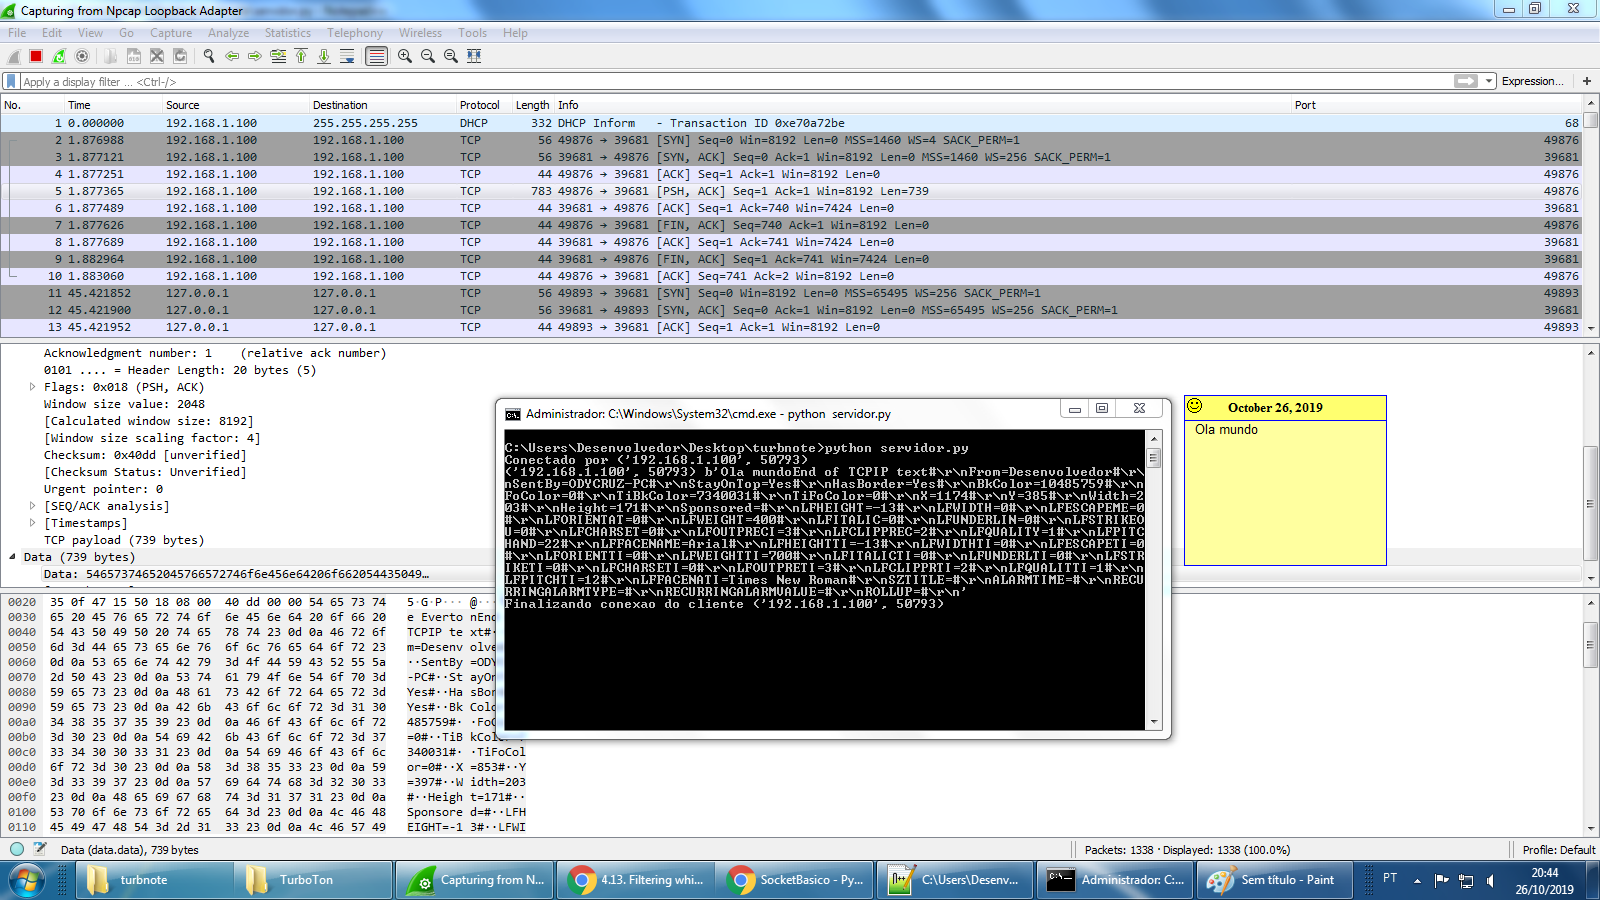 Capturing from Npcap Loopback Adapter
File Edit View Go Capture Analyze Statistics Telephony Wireless Tools Help
Apply a display filter ... <Ctrl-/>
Expression... +
No. Time Source Destination Protocol Length Info Port
1 0.000000 192.168.1.100 255.255.255.255 DHCP 332 DHCP Inform - Transaction ID 0xe70a72be 68
2 1.876988 192.168.1.100 192.168.1.100 TCP 56 49876 → 39681 [SYN] Seq=0 Win=8192 Len=0 MSS=1460 WS=4 SACK_PERM=1 49876
3 1.877121 192.168.1.100 192.168.1.100 TCP 56 39681 → 49876 [SYN, ACK] Seq=0 Ack=1 Win=8192 Len=0 MSS=1460 WS=256 SACK_PERM=1 39681
4 1.877251 192.168.1.100 192.168.1.100 TCP 44 49876 → 39681 [ACK] Seq=1 Ack=1 Win=8192 Len=0 49876
5 1.877365 192.168.1.100 192.168.1.100 TCP 783 49876 → 39681 [PSH, ACK] Seq=1 Ack=1 Win=8192 Len=739 49876
6 1.877489 192.168.1.100 192.168.1.100 TCP 44 39681 → 49876 [ACK] Seq=1 Ack=740 Win=7424 Len=0 39681
7 1.877626 192.168.1.100 192.168.1.100 TCP 44 49876 → 39681 [FIN, ACK] Seq=740 Ack=1 Win=8192 Len=0 49876
8 1.877689 192.168.1.100 192.168.1.100 TCP 44 39681 → 49876 [ACK] Seq=1 Ack=741 Win=7424 Len=0 39681
9 1.882964 192.168.1.100 192.168.1.100 TCP 44 39681 → 49876 [FIN, ACK] Seq=1 Ack=741 Win=7424 Len=0 39681
10 1.883060 192.168.1.100 192.168.1.100 TCP 44 49876 → 39681 [ACK] Seq=741 Ack=2 Win=8192 Len=0 49876
11 45.421852 127.0.0.1 127.0.0.1 TCP 56 49893 → 39681 [SYN] Seq=0 Win=8192 Len=0 MSS=65495 WS=256 SACK_PERM=1 49893
12 45.421900 127.0.0.1 127.0.0.1 TCP 56 39681 → 49893 [SYN, ACK] Seq=0 Ack=1 Win=8192 Len=0 MSS=65495 WS=256 SACK_PERM=1 39681
13 45.421952 127.0.0.1 127.0.0.1 TCP 44 49893 → 39681 [ACK] Seq=1 Ack=1 Win=8192 Len=0 49893
Acknowledgment number: 1 (relative ack number)
0101 .... = Header Length: 20 bytes (5)
Flags: 0x018 (PSH, ACK)
Window size value: 2048
[Calculated window size: 8192]
[Window size scaling factor: 4]
Checksum: 0x40dd [unverified]
[Checksum Status: Unverified]
Urgent pointer: 0
[SEQ/ACK analysis]
[Timestamps]
TCP payload (739 bytes)
Data (739 bytes)
Data: 54657374652045766572746f6e456e64206f662054435049…
0020 35 0f 47 15 50 18 08 00 40 dd 00 00 54 65 73 74 5·G·P··· @···
0030 65 20 45 76 65 72 74 6f 6e 45 6e 64 20 6f 66 20 e Everto nEnd
0040 54 43 50 49 50 20 74 65 78 74 23 0d 0a 46 72 6f TCPIP te xt#·
0050 6d 3d 44 65 73 65 6e 76 6f 6c 76 65 64 6f 72 23 m=Desenv olve
0060 0d 0a 53 65 6e 74 42 79 3d 4f 44 59 43 52 55 5a ··SentBy =ODY
0070 2d 50 43 23 0d 0a 53 74 61 79 4f 6e 54 6f 70 3d -PC#··St ayOn
0080 59 65 73 23 0d 0a 48 61 73 42 6f 72 64 65 72 3d Yes#··Ha sBor
0090 59 65 73 23 0d 0a 42 6b 43 6f 6c 6f 72 3d 31 30 Yes#··Bk Colo
00a0 34 38 35 37 35 39 23 0d 0a 46 6f 43 6f 6c 6f 72 485759#· ·FoC
00b0 3d 30 23 0d 0a 54 69 42 6b 43 6f 6c 6f 72 3d 37 =0#··TiB kCol
00c0 33 34 30 30 33 31 23 0d 0a 54 69 46 6f 43 6f 6c 340031#· ·TiFoCol
00d0 6f 72 3d 30 23 0d 0a 58 3d 38 35 33 23 0d 0a 59 or=0#··X =853#··Y
00e0 3d 33 39 37 23 0d 0a 57 69 64 74 68 3d 32 30 33 =397#··W idth=203
00f0 23 0d 0a 48 65 69 67 68 74 3d 31 37 31 23 0d 0a #··Heigh t=171#··
0100 53 70 6f 6e 73 6f 72 65 64 3d 23 0d 0a 4c 46 48 Sponsore d=#··LFH
0110 45 49 47 48 54 3d 2d 31 33 23 0d 0a 4c 46 57 49 EIGHT=-1 3#··LFWI
Administrador: C:\Windows\System32\cmd.exe - python servidor.py
C:\Users\Desenvolvedor\Desktop\turbnote>python servidor.py
Conectado por ('192.168.1.100', 50793)
('192.168.1.100', 50793) b'Ola mundoEnd of TCPIP text#\r\nFrom=Desenvolvedor#\r\
nSentBy=ODYCRUZ-PC#\r\nStayOnTop=Yes#\r\nHasBorder=Yes#\r\nBkColor=10485759#\r\n
FoColor=0#\r\nTiBkColor=7340031#\r\nTiFoColor=0#\r\nX=1174#\r\nY=385#\r\nWidth=2
03#\r\nHeight=171#\r\nSponsored=#\r\nLFHEIGHT=-13#\r\nLFWIDTH=0#\r\nLFESCAPEME=0
#\r\nLFORIENTAT=0#\r\nLFWEIGHT=400#\r\nLFITALIC=0#\r\nLFUNDERLIN=0#\r\nLFSTRIKEO
U=0#\r\nLFCHARSET=0#\r\nLFOUTPRECI=3#\r\nLFCLIPPREC=2#\r\nLFQUALITY=1#\r\nLFPITC
HAND=22#\r\nLFFACENAME=Arial#\r\nLFHEIGHTTI=-13#\r\nLFWIDTHTI=0#\r\nLFESCAPETI=0
#\r\nLFORIENTTI=0#\r\nLFWEIGHTTI=700#\r\nLFITALICTI=0#\r\nLFUNDERLTI=0#\r\nLFSTR
IKETI=0#\r\nLFCHARSETI=0#\r\nLFOUTPRETI=3#\r\nLFCLIPPRTI=2#\r\nLFQUALITTI=1#\r\n
LFPITCHTI=12#\r\nLFFACENATI=Times New Roman#\r\nSZTITLE=#\r\nALARMTIME=#\r\nRECU
RRINGALARMTYPE=#\r\nRECURRINGALARMVALUE=#\r\nROLLUP=#\r\n'
Finalizando conexao do cliente ('192.168.1.100', 50793)
October 26, 2019
Ola mundo
Data (data.data), 739 bytes
Packets: 1338 · Displayed: 1338 (100.0%)
Profile: Default
turbnote
TurboTon
Capturing from N...
4.13. Filtering whi...
SocketBasico - Py...
C:\Users\Desenv...
Administrador: C:...
Sem título - Paint
PT
20:44
26/10/2019